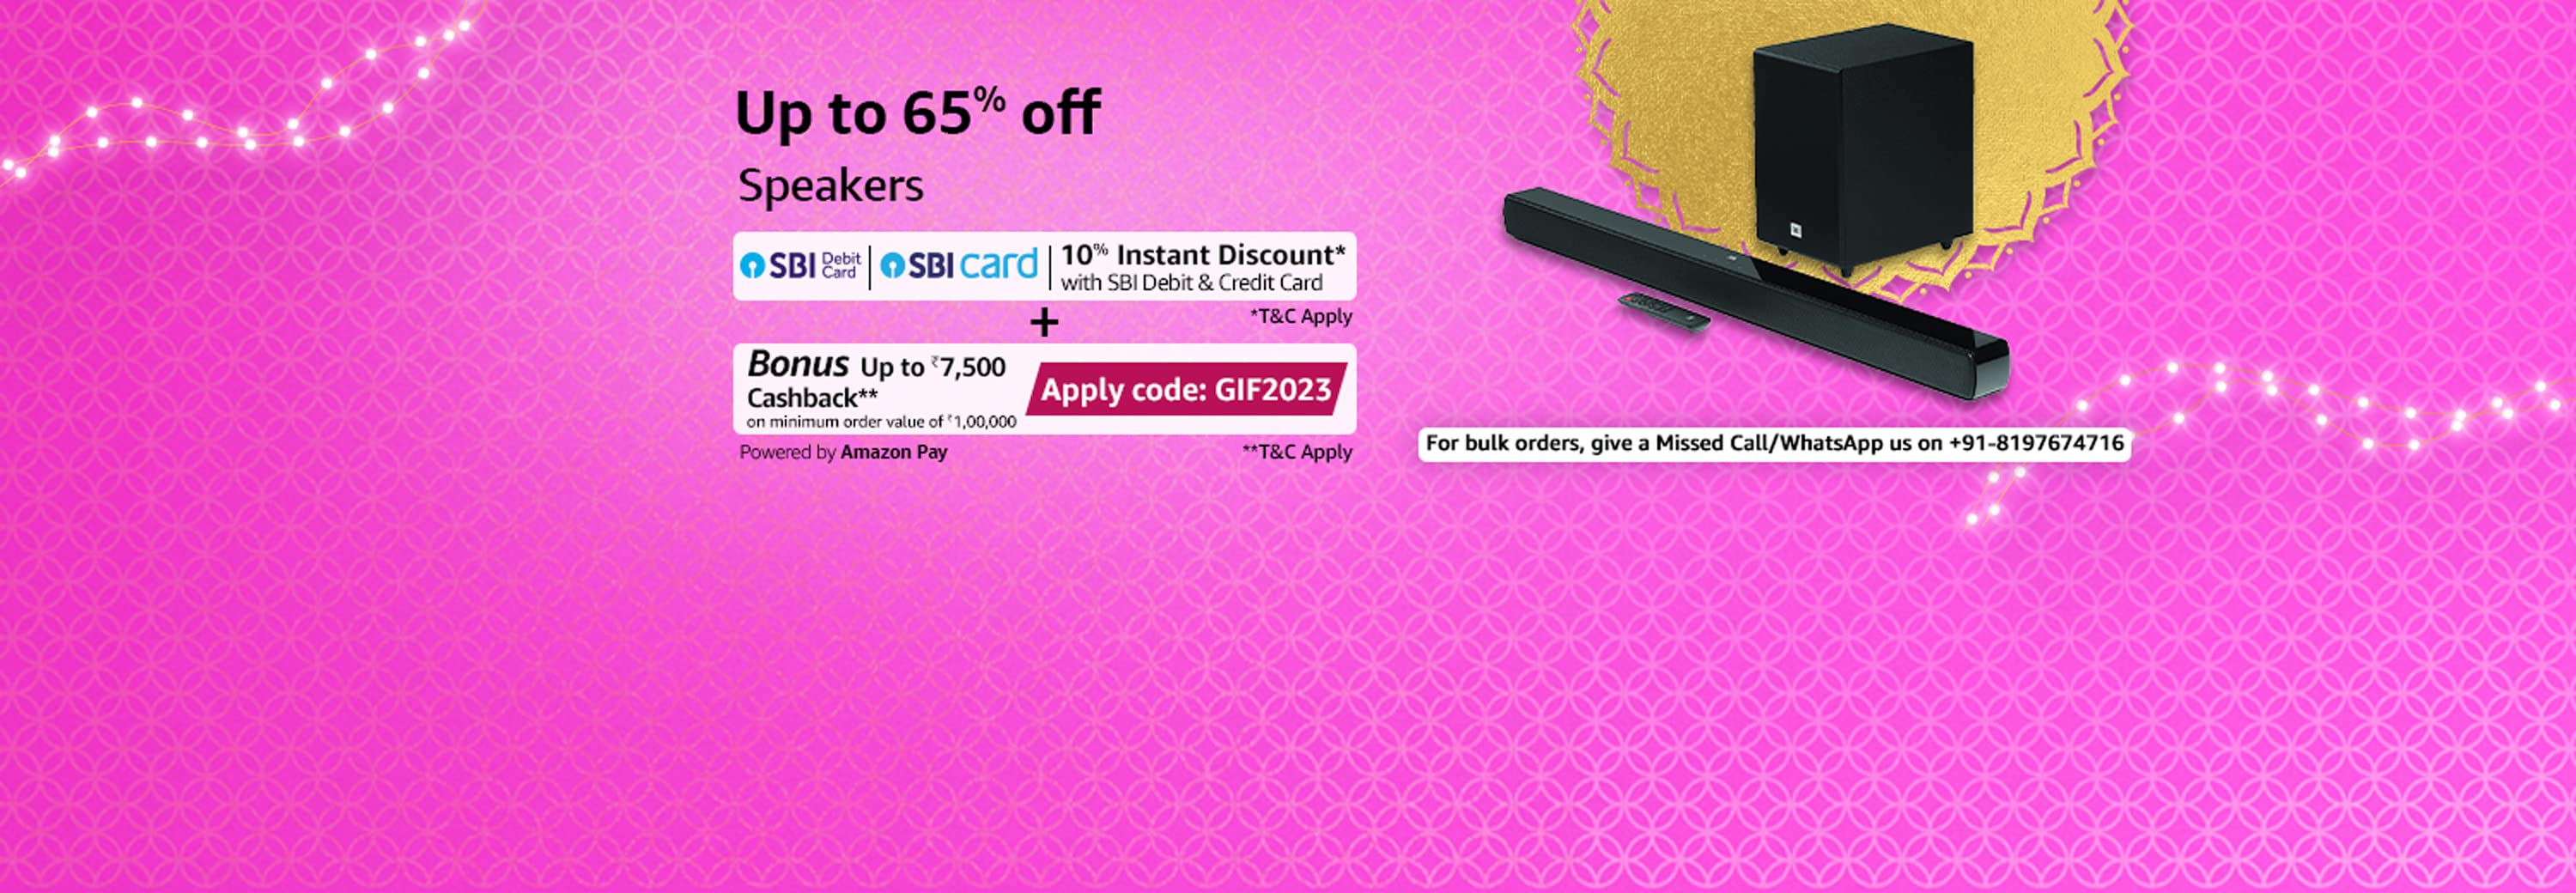 Up to 65% off
Speakers
SBI Debit Card | SBI card | 10% Instant Discount*
with SBI Debit & Credit Card
+
*T&C Apply
Bonus Up to ₹7,500
Cashback**
on minimum order value of ₹1,00,000
Apply code: GIF2023
Powered by Amazon Pay
**T&C Apply
For bulk orders, give a Missed Call/WhatsApp us on +91-8197674716